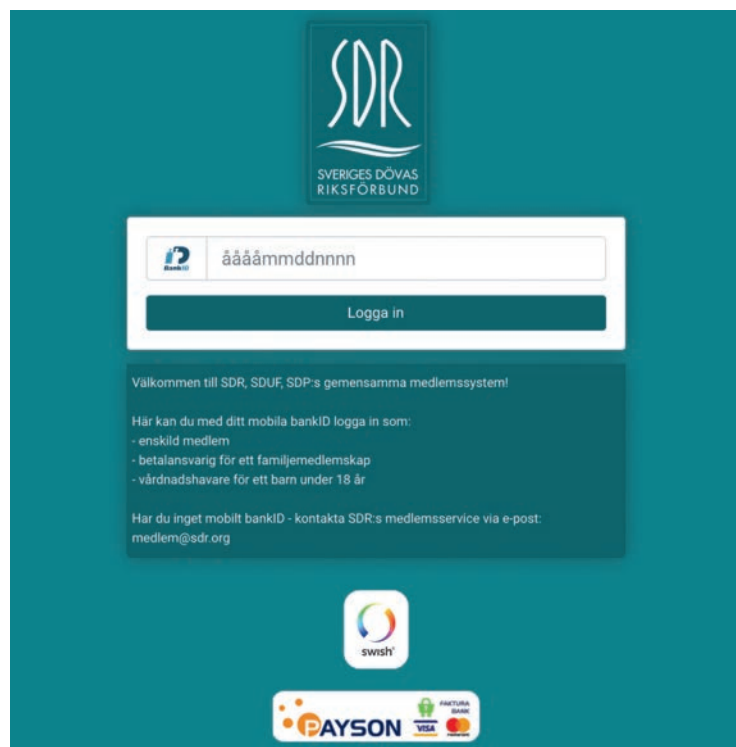 SDR
SVERIGES DÖVAS
RIKSFÖRBUND
BankID
ååååmmddnnnn
Logga in
Välkommen till SDR, SDUF, SDP:s gemensamma medlemssystem!
Här kan du med ditt mobila bankID logga in som:
- enskild medlem
- betalansvarig för ett familjemedlemskap
- vårdnadshavare för ett barn under 18 år
Har du inget mobilt bankID - kontakta SDR:s medlemsservice via e-post:
medlem@sdr.org
swish
PAYSON
FAKTURA
BANK
VISA